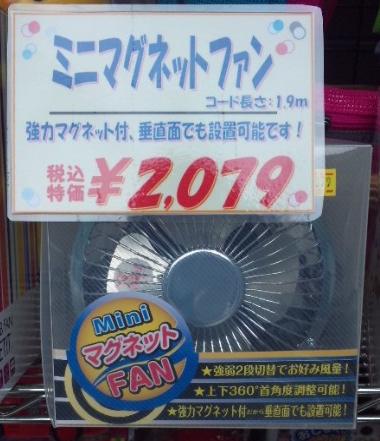 ミニマグネットファン
コード長さ:1.9m
強力マグネット付、垂直面でも設置可能です!
税込
特価
¥2,079
Mini
マグネット
FAN
★強弱2段切替でお好み風量!
★上下360°首角度調整可能!
★強力マグネット付だから垂直面でも設置可能!